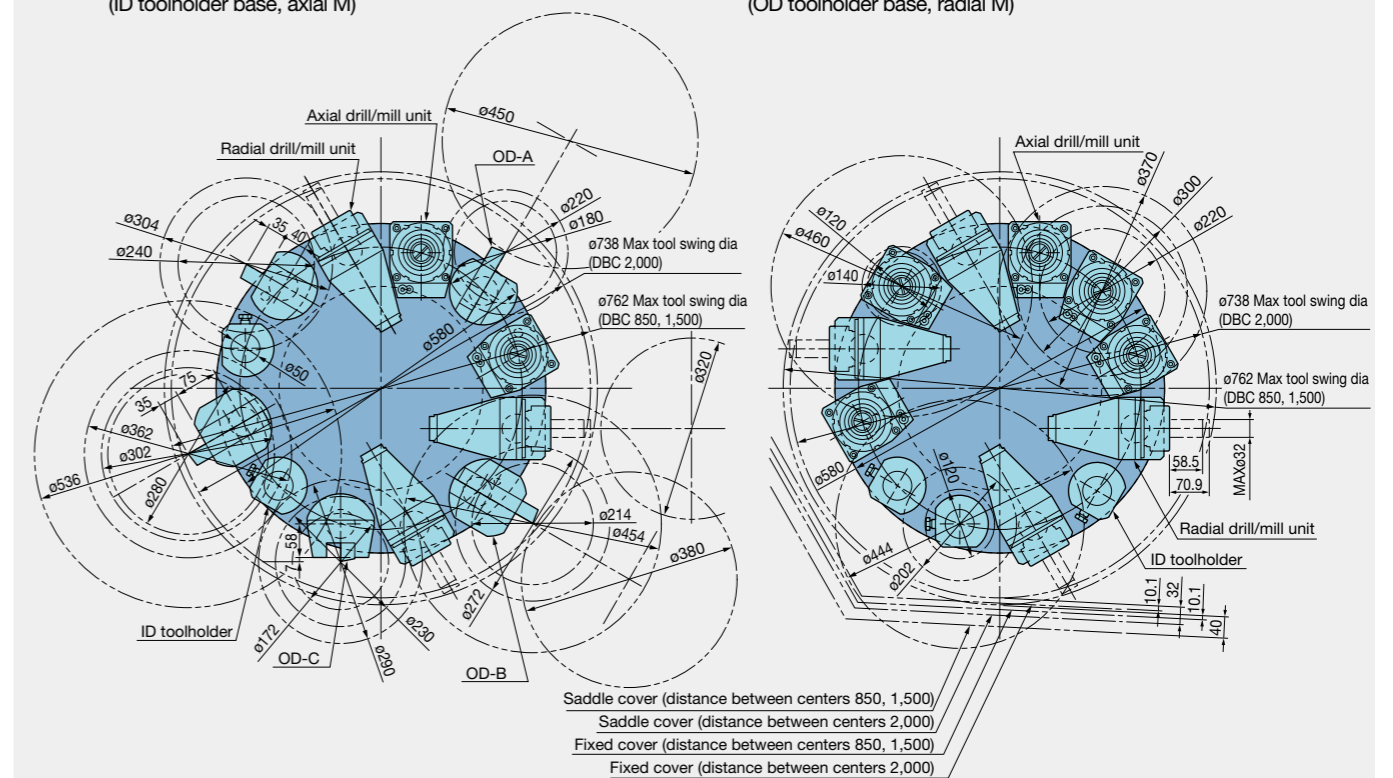 (ID toolholder base, axial M)
(OD toolholder base, radial M)
Axial drill/mill unit
Radial drill/mill unit
OD-A
ø450
ø304
ø240
35
40
ø220
ø180
ø738 Max tool swing dia
(DBC 2,000)
ø762 Max tool swing dia
(DBC 850, 1,500)
ø580
ø50
75
35
ø362
ø302
ø536
ø280
ø320
58
7
ø172
ø230
ø290
ø272
ø214
ø454
ø380
ID toolholder
OD-C
OD-B
Axial drill/mill unit
ø370
ø300
ø220
ø120
ø460
ø140
ø738 Max tool swing dia
(DBC 2,000)
ø762 Max tool swing dia
(DBC 850, 1,500)
58.5
70.9
MAXø32
ø580
ø120
ø444
ø202
Radial drill/mill unit
ID toolholder
10.1
32
10.1
40
Saddle cover (distance between centers 850, 1,500)
Saddle cover (distance between centers 2,000)
Fixed cover (distance between centers 850, 1,500)
Fixed cover (distance between centers 2,000)